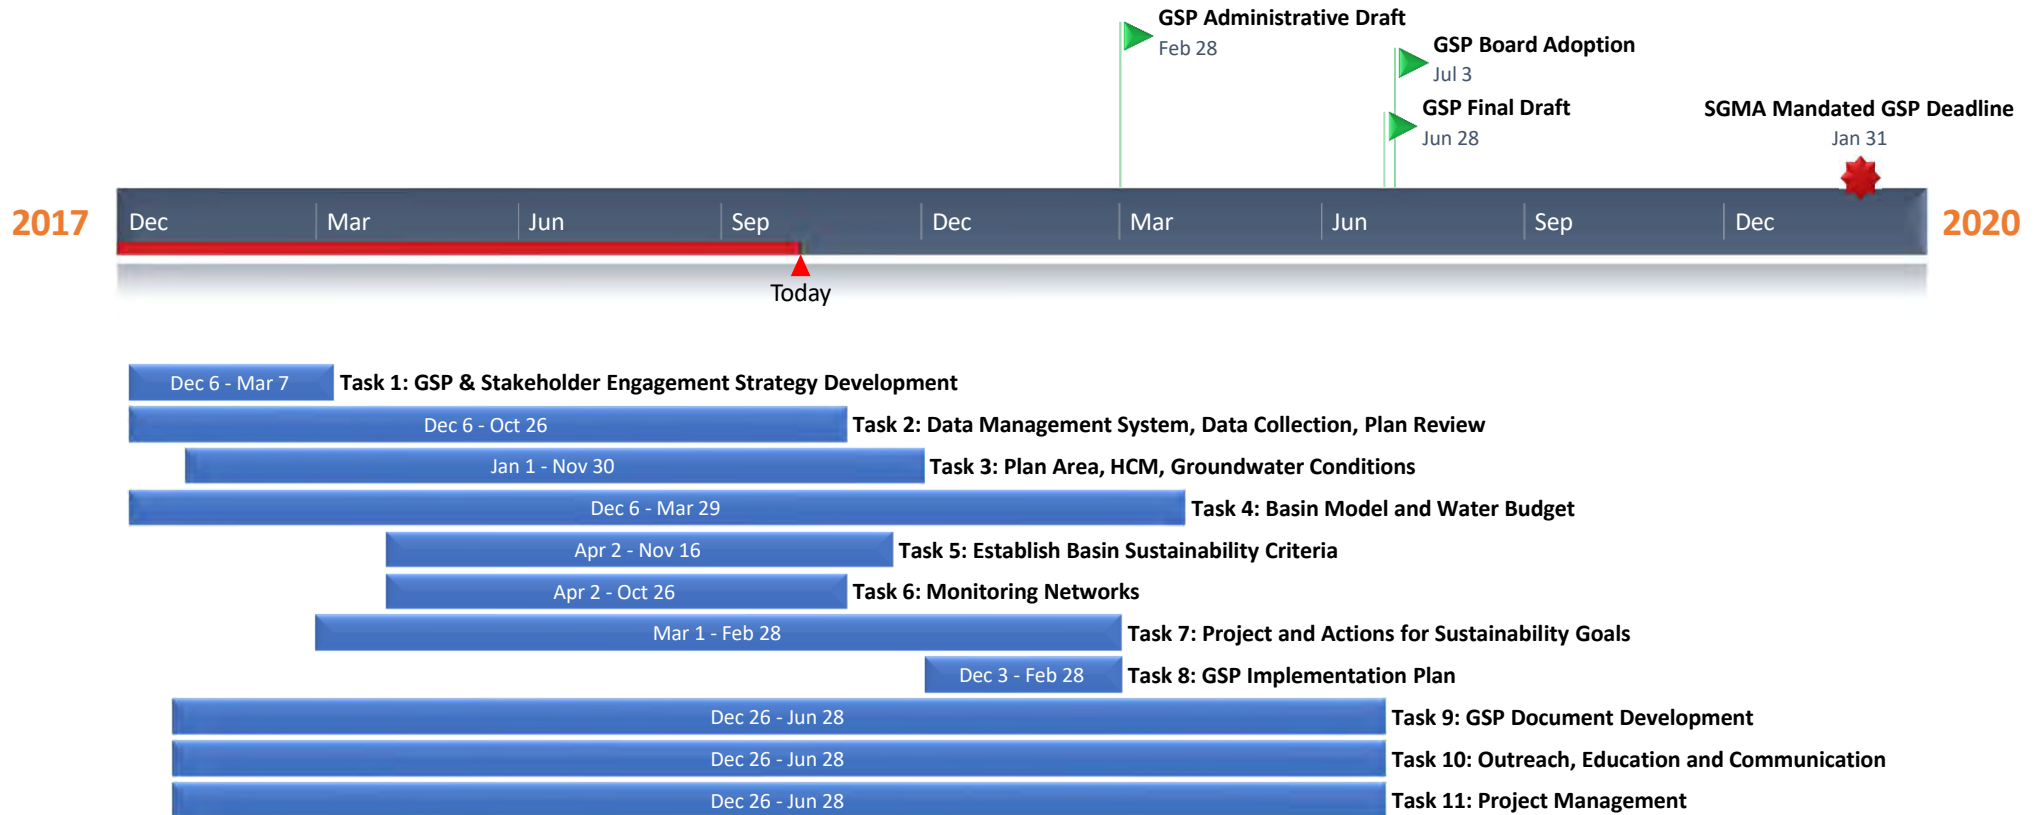 GSP Administrative Draft
Feb 28
GSP Board Adoption
Jul 3
GSP Final Draft
Jun 28
SGMA Mandated GSP Deadline
Jan 31
2017 Dec Mar Jun Sep Dec Mar Jun Sep Dec 2020
Today
Dec 6 - Mar 7 Task 1: GSP & Stakeholder Engagement Strategy Development
Dec 6 - Oct 26 Task 2: Data Management System, Data Collection, Plan Review
Jan 1 - Nov 30 Task 3: Plan Area, HCM, Groundwater Conditions
Dec 6 - Mar 29 Task 4: Basin Model and Water Budget
Apr 2 - Nov 16 Task 5: Establish Basin Sustainability Criteria
Apr 2 - Oct 26 Task 6: Monitoring Networks
Mar 1 - Feb 28 Task 7: Project and Actions for Sustainability Goals
Dec 3 - Feb 28 Task 8: GSP Implementation Plan
Dec 26 - Jun 28 Task 9: GSP Document Development
Dec 26 - Jun 28 Task 10: Outreach, Education and Communication
Dec 26 - Jun 28 Task 11: Project Management